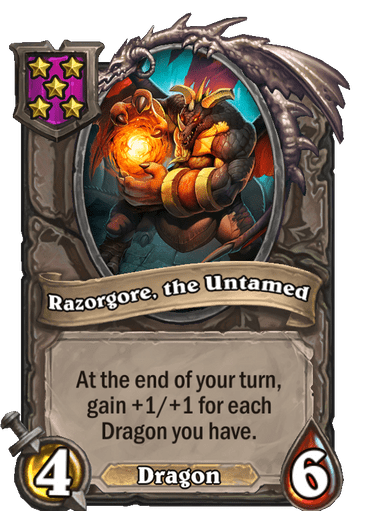 Razorgore, the Untamed
At the end of your turn,
gain +1/+1 for each
Dragon you have.
4
Dragon
6